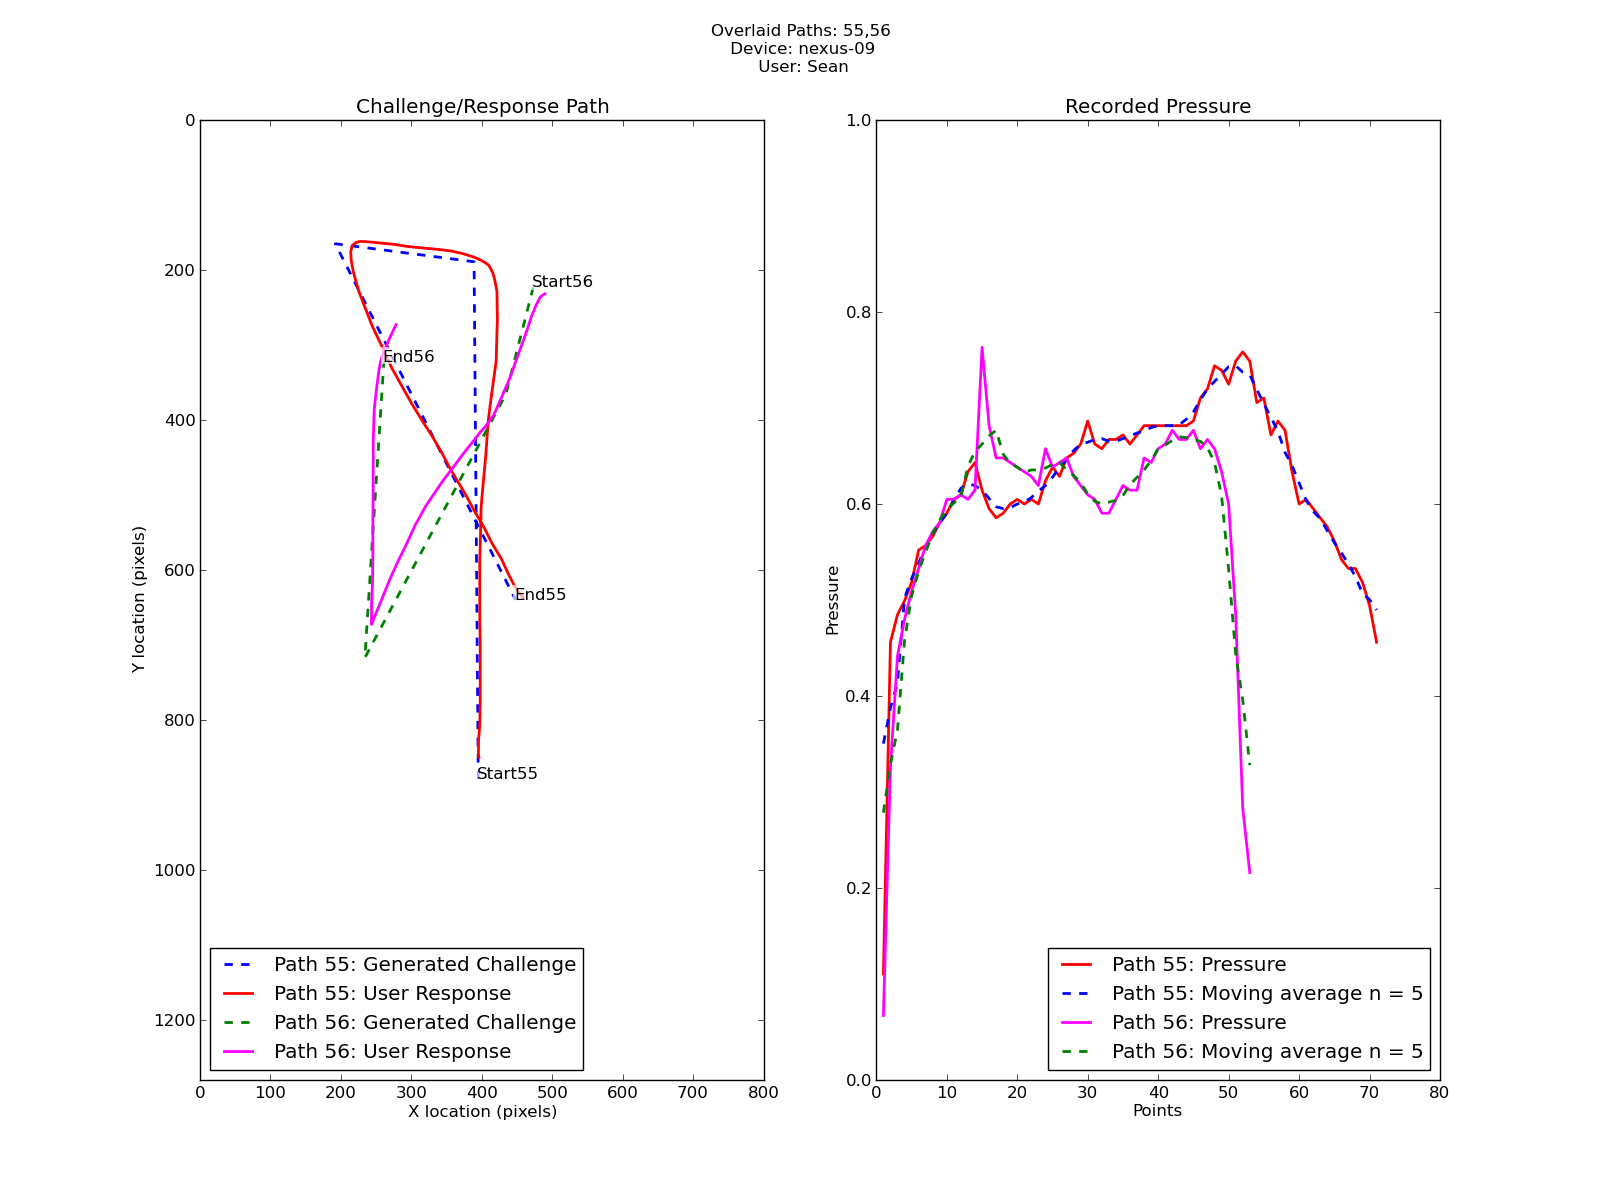 Overlaid Paths: 55,56
Device: nexus-09
User: Sean
Challenge/Response Path
0
200
400
600
800
1000
1200
Y location (pixels)
Start56
End56
End55
Start55
Path 55: Generated Challenge
Path 55: User Response
Path 56: Generated Challenge
Path 56: User Response
0 100 200 300 400 500 600 700 800
X location (pixels)
Recorded Pressure
1.0
0.8
0.6
0.4
0.2
0.0
Pressure
Path 55: Pressure
Path 55: Moving average n = 5
Path 56: Pressure
Path 56: Moving average n = 5
0 10 20 30 40 50 60 70 80
Points